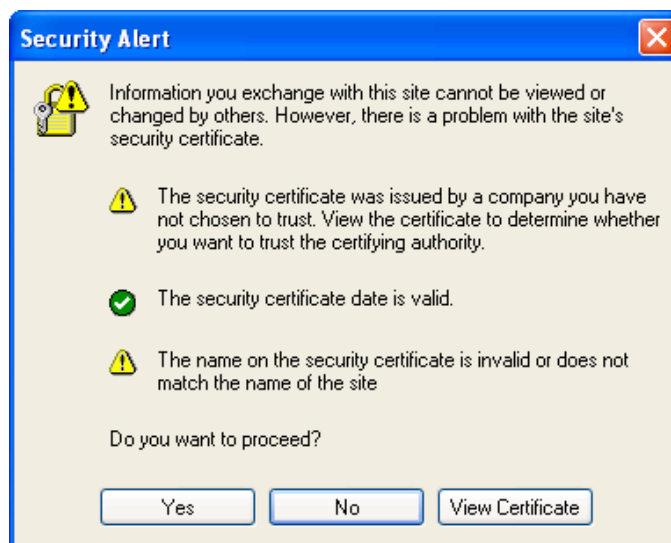 Security Alert
Information you exchange with this site cannot be viewed or
changed by others. However, there is a problem with the site's
security certificate.
The security certificate was issued by a company you have
not chosen to trust. View the certificate to determine whether
you want to trust the certifying authority.
The security certificate date is valid.
The name on the security certificate is invalid or does not
match the name of the site
Do you want to proceed?
Yes No View Certificate